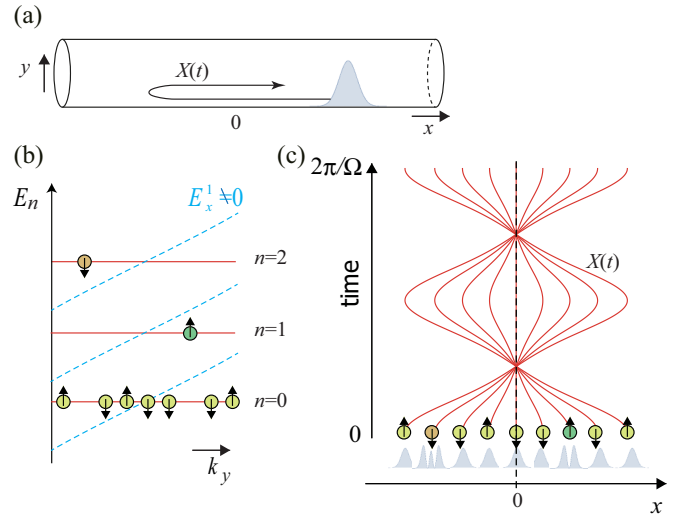 (a)
y
X(t)
0
x
(b)
E_n
E_x^1 ≠ 0
n=2
n=1
n=0
k_y
(c)
2π/Ω
time
X(t)
0
0
x